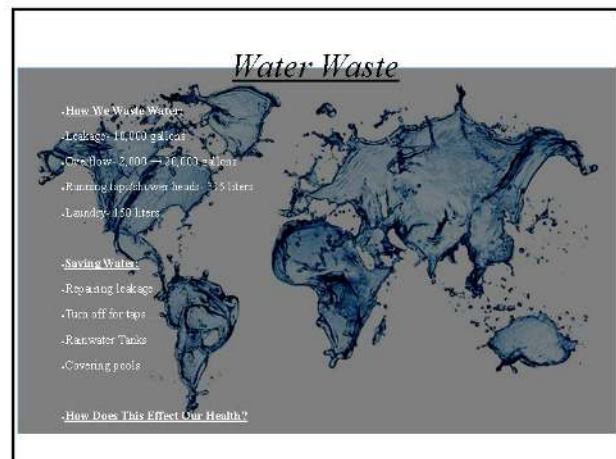 Water Waste
How We Waste Water:
Leakage- 10,000 gallons
Overflow- 2,000 → 20,000 gallons
Running taps/shower heads- liters
Laundry- 150 liters
Saving Water:
Repairing leakage
Turn off for taps
Rainwater Tanks
Covering pools
How Does This Effect Our Health?